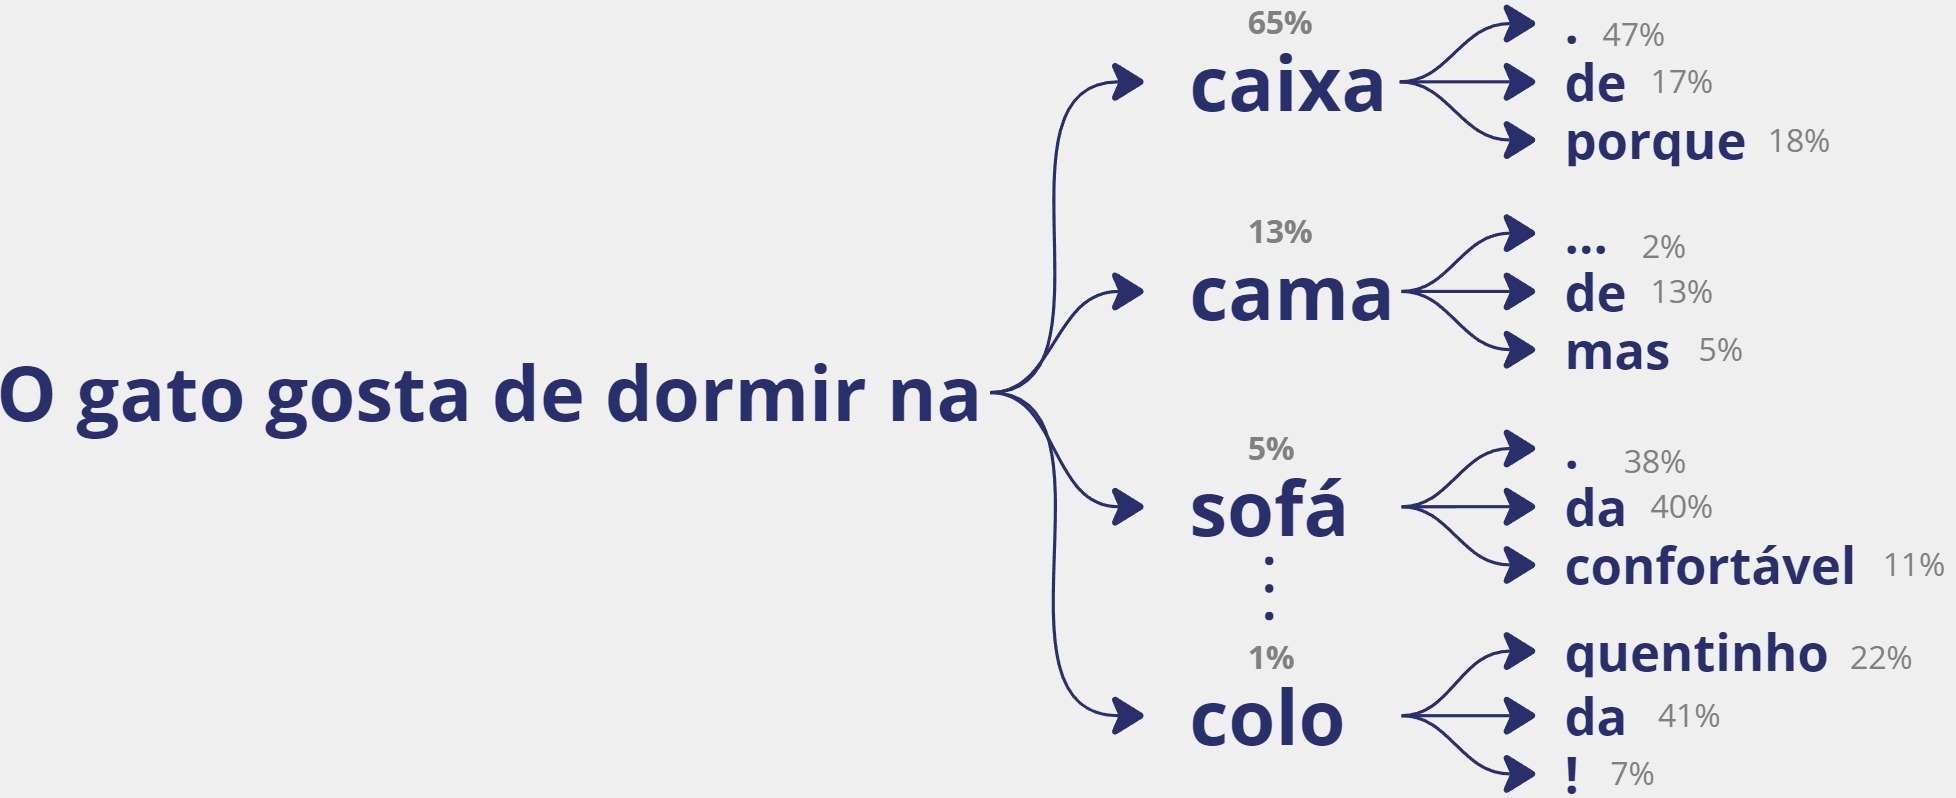 O gato gosta de dormir na
65%
caixa
. 47%
de 17%
porque 18%
13%
cama
... 2%
de 13%
mas 5%
5%
sofá
. 38%
da 40%
confortável 11%
.
.
.
1%
colo
quentinho 22%
da 41%
! 7%